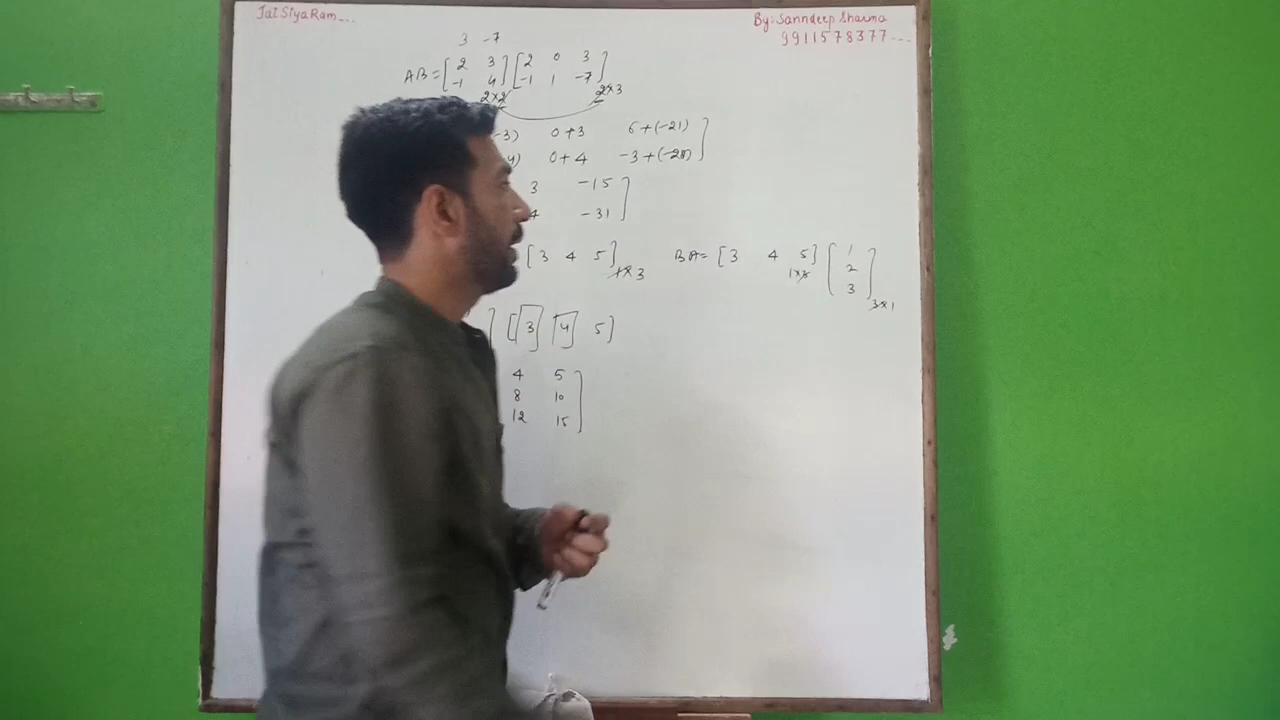 Jai Siya Ram...
By: Sanndeep Sharma
9911578377...
3 -7
AB = [ 2 3 ] [ 2 0 3 ]
-1 4 -1 1 -7
2×2 2×3
-3) 0+3 6+(-21) ]
4) 0+4 -3+(-28) ]
3 -15 ]
4 -31 ]
[3 4 5] 1×3 BA = [3 4 5] 1×3 [ 1
2
3 ] 3×1
] [ 3 4 5 ]
4 5
8 10
12 15 ]